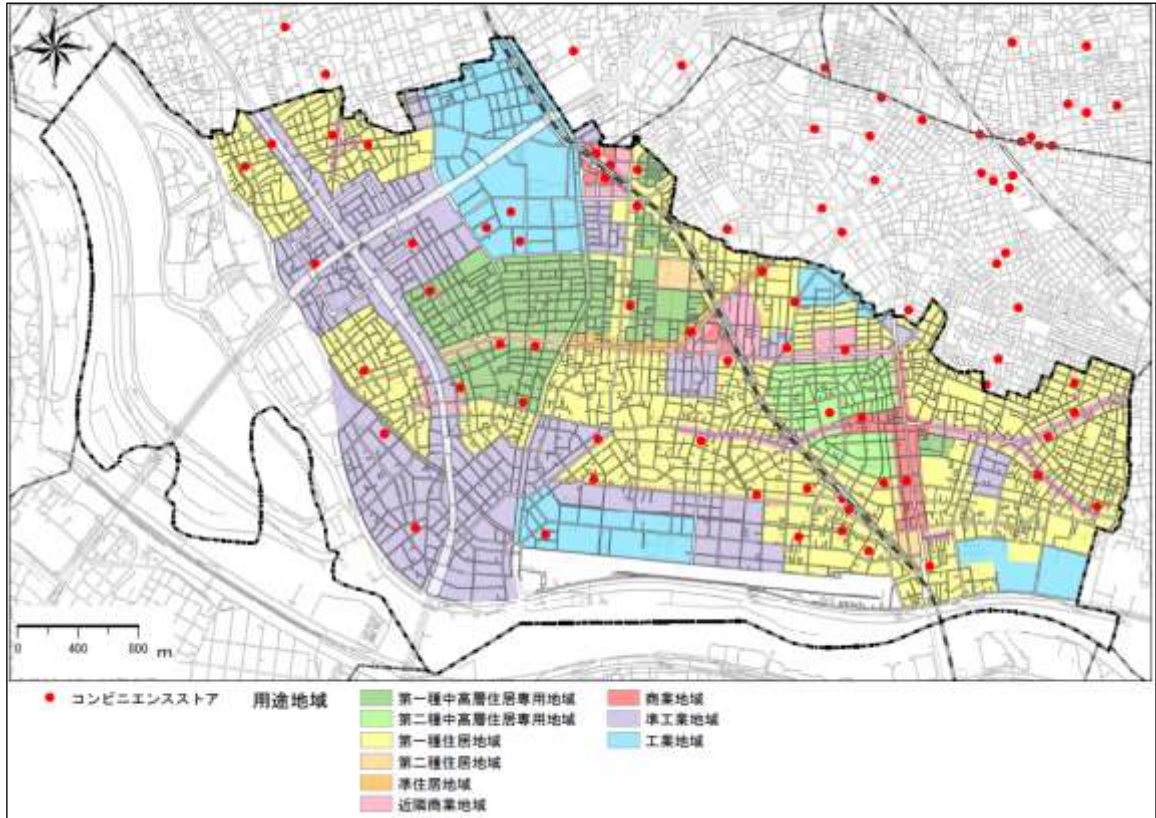 0 400 800 m
コンビニエンスストア 用途地域
第一種中高層住居専用地域
第二種中高層住居専用地域
第一種住居地域
第二種住居地域
準住居地域
近隣商業地域
商業地域
準工業地域
工業地域